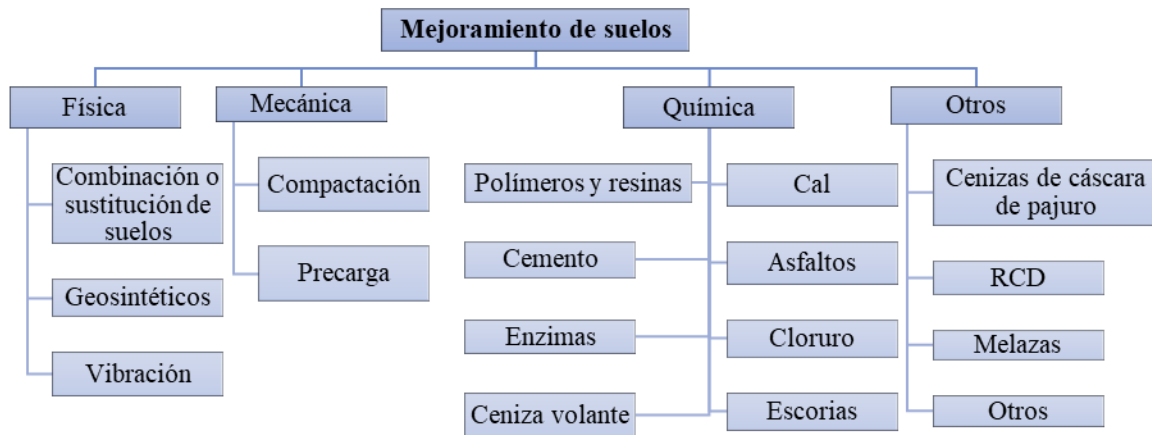 Mejoramiento de suelos
Física
Combinación o
sustitución de
suelos
Geosintéticos
Vibración
Mecánica
Compactación
Precarga
Química
Polímeros y resinas
Cal
Cemento
Asfaltos
Enzimas
Cloruro
Ceniza volante
Escorias
Otros
Cenizas de cáscara
de pajuro
RCD
Melazas
Otros